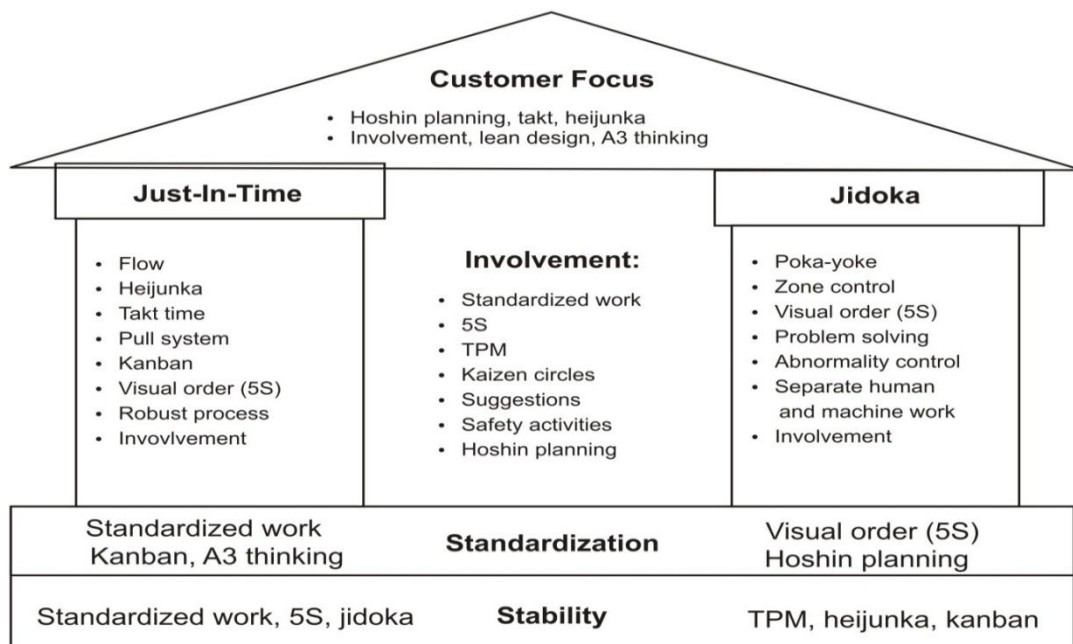 Customer Focus
• Hoshin planning, takt, heijunka
• Involvement, lean design, A3 thinking
Just-In-Time
• Flow
• Heijunka
• Takt time
• Pull system
• Kanban
• Visual order (5S)
• Robust process
• Invovlvement
Involvement:
• Standardized work
• 5S
• TPM
• Kaizen circles
• Suggestions
• Safety activities
• Hoshin planning
Jidoka
• Poka-yoke
• Zone control
• Visual order (5S)
• Problem solving
• Abnormality control
• Separate human
and machine work
• Involvement
Standardized work
Kanban, A3 thinking
Standardization
Visual order (5S)
Hoshin planning
Standardized work, 5S, jidoka
Stability
TPM, heijunka, kanban